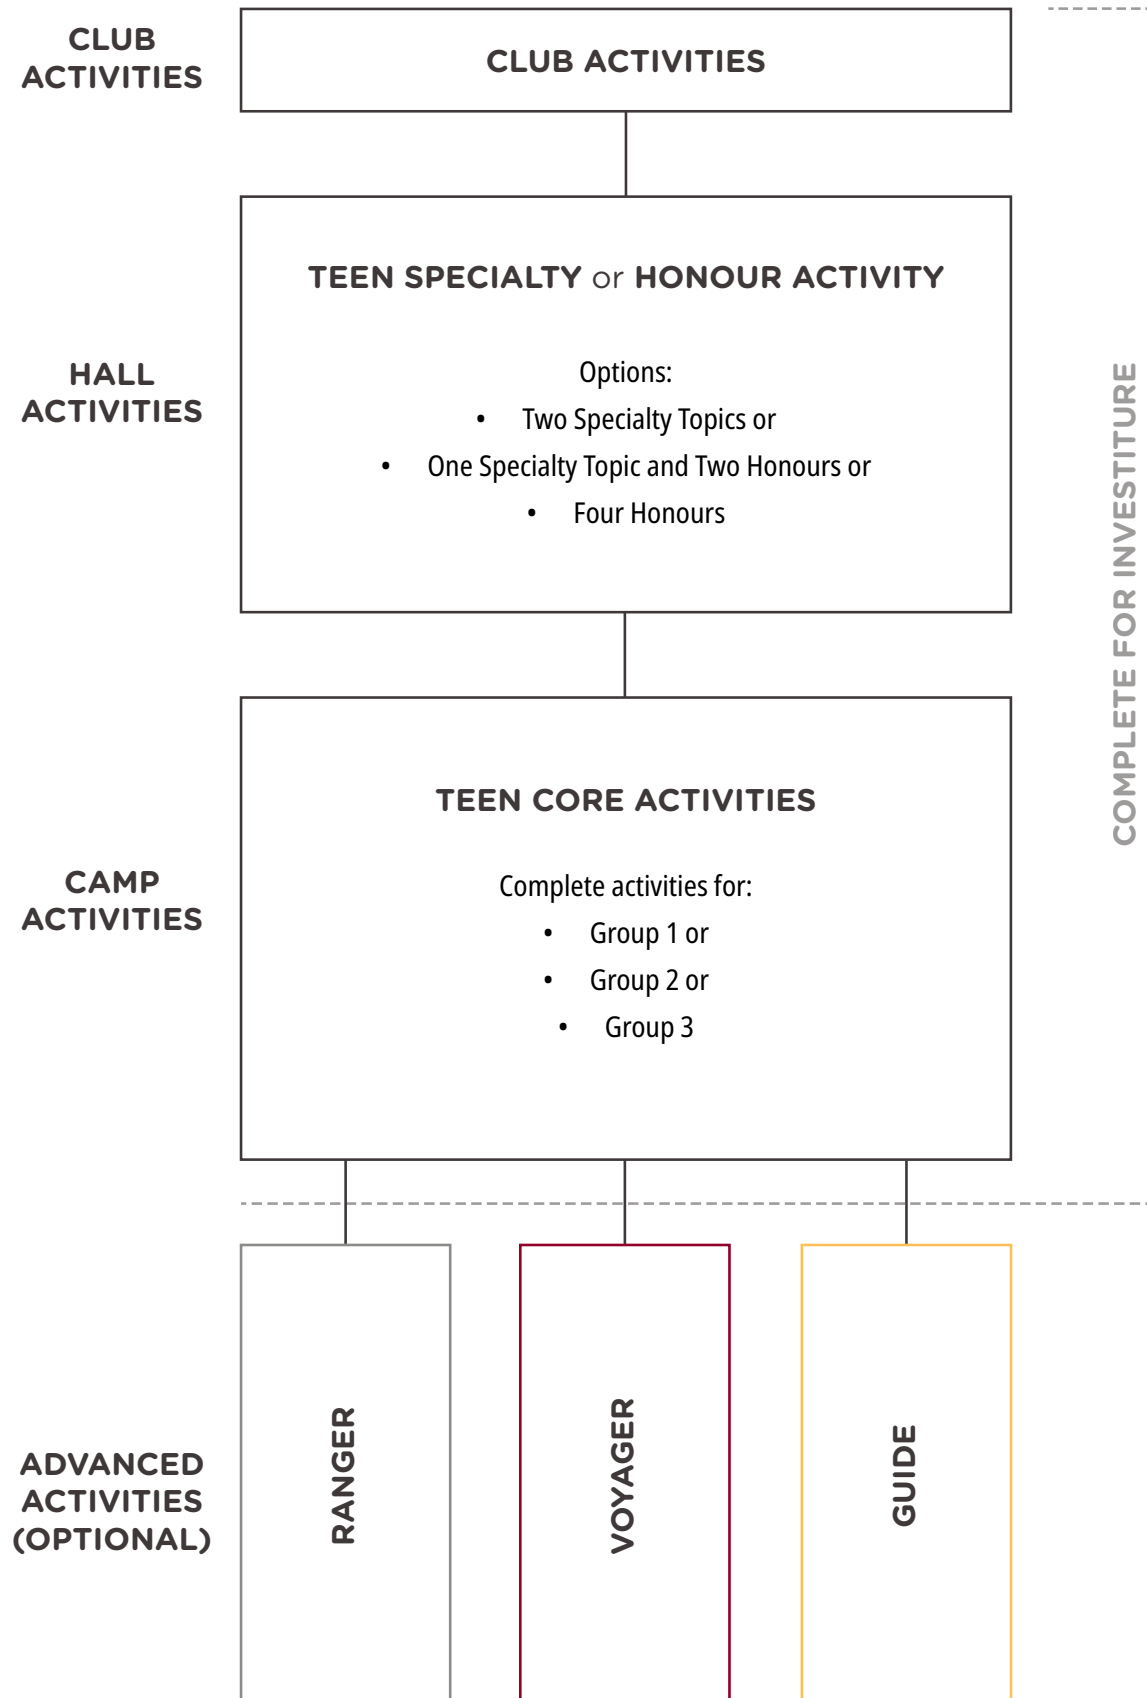 CLUB
ACTIVITIES
CLUB ACTIVITIES
HALL
ACTIVITIES
TEEN SPECIALTY or HONOUR ACTIVITY
Options:
• Two Specialty Topics or
• One Specialty Topic and Two Honours or
• Four Honours
COMPLETE FOR INVESTITURE
CAMP
ACTIVITIES
TEEN CORE ACTIVITIES
Complete activities for:
• Group 1 or
• Group 2 or
• Group 3
ADVANCED
ACTIVITIES
(OPTIONAL)
RANGER
VOYAGER
GUIDE